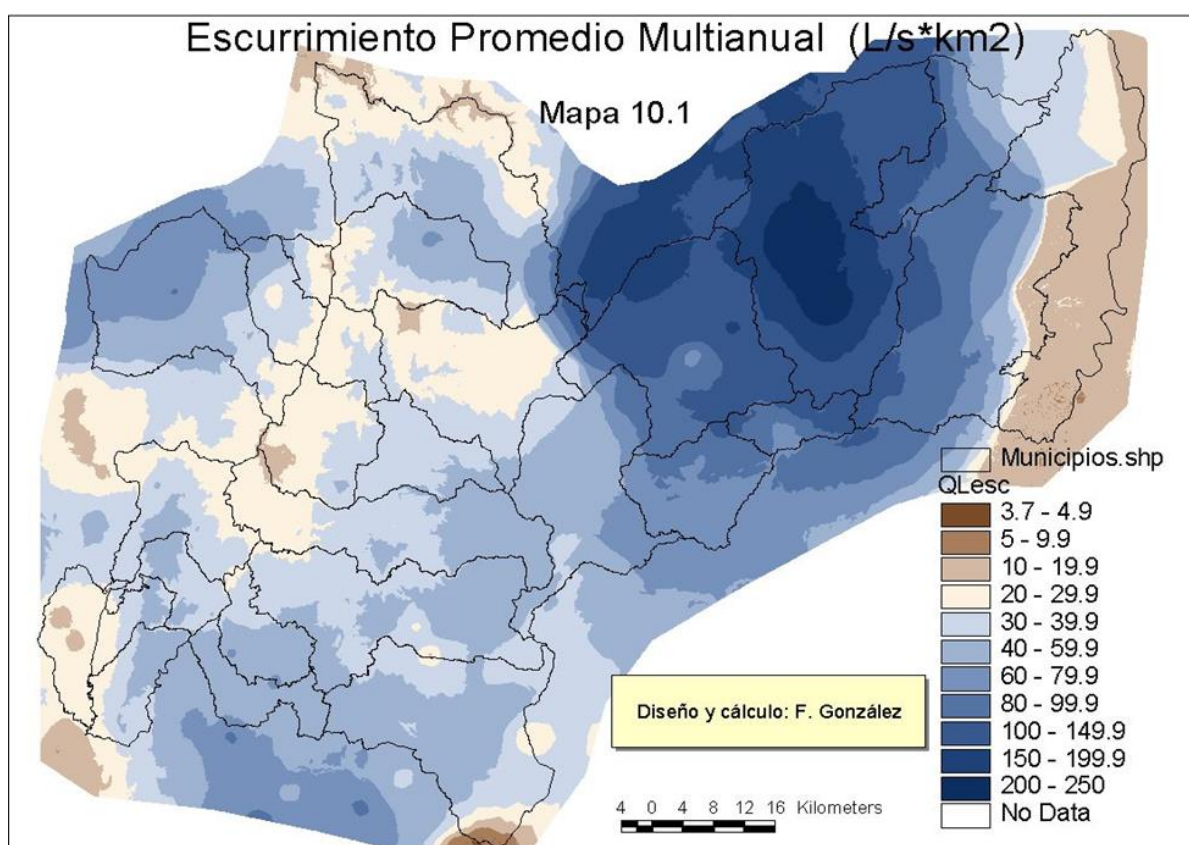 Escurrimiento Promedio Multianual (L/s*km2)
Mapa 10.1
Municipios.shp
QLesc
3.7 - 4.9
5 - 9.9
10 - 19.9
20 - 29.9
30 - 39.9
40 - 59.9
60 - 79.9
80 - 99.9
100 - 149.9
150 - 199.9
200 - 250
No Data
Diseño y cálculo: F. González
4 0 4 8 12 16 Kilometers